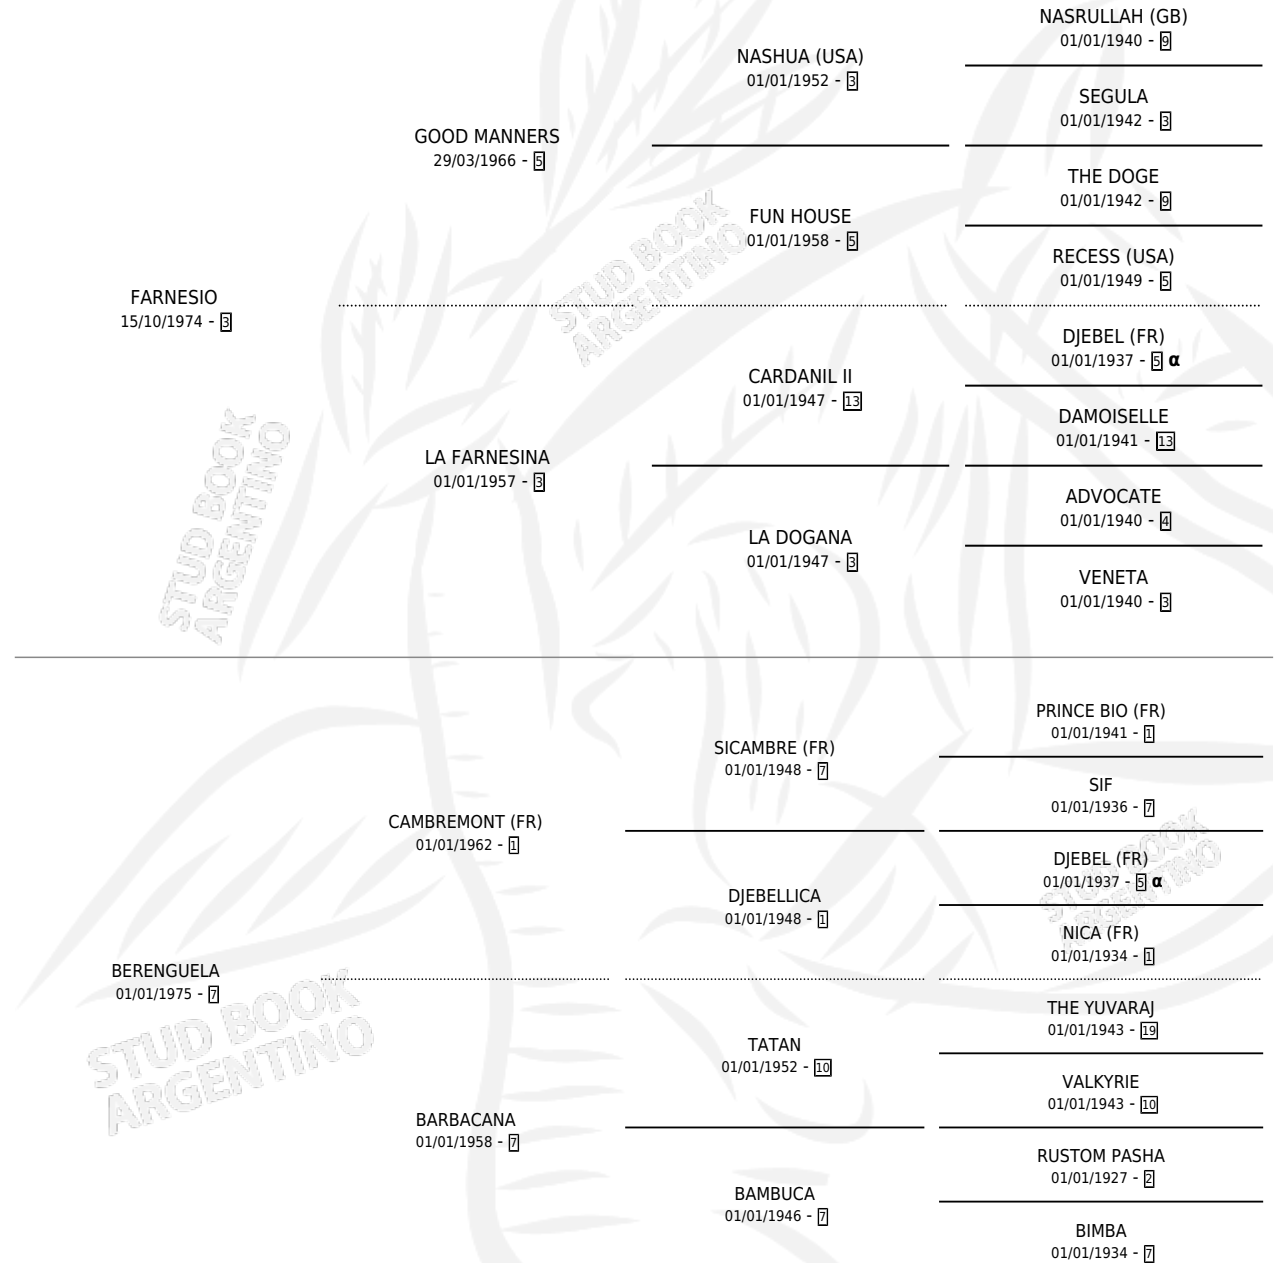 NASRULLAH (GB)
01/01/1940 - 9
NASHUA (USA)
01/01/1952 - 3
SEGULA
01/01/1942 - 3
GOOD MANNERS
29/03/1966 - 5
THE DOGE
01/01/1942 - 9
FUN HOUSE
01/01/1958 - 5
RECESS (USA)
01/01/1949 - 5
FARNESIO
15/10/1974 - 3
DJEBEL (FR)
01/01/1937 - 5 α
CARDANIL II
01/01/1947 - 13
DAMOISELLE
01/01/1941 - 13
LA FARNESINA
01/01/1957 - 3
ADVOCATE
01/01/1940 - 4
LA DOGANA
01/01/1947 - 3
VENETA
01/01/1940 - 3
STUD BOOK
ARGENTINO
STUD BOOK
ARGENTINO
PRINCE BIO (FR)
01/01/1941 - 1
SICAMBRE (FR)
01/01/1948 - 7
SIF
01/01/1936 - 7
CAMBREMONT (FR)
01/01/1962 - 1
DJEBEL (FR)
01/01/1937 - 5 α
DJEBELLICA
01/01/1948 - 1
NICA (FR)
01/01/1934 - 1
BERENGUELA
01/01/1975 - 7
THE YUVARAJ
01/01/1943 - 19
TATAN
01/01/1952 - 10
VALKYRIE
01/01/1943 - 10
BARBACANA
01/01/1958 - 7
RUSTOM PASHA
01/01/1927 - 2
BAMBUCA
01/01/1946 - 7
BIMBA
01/01/1934 - 7
STUD BOOK
ARGENTINO
STUD BOOK
ARGENTINO